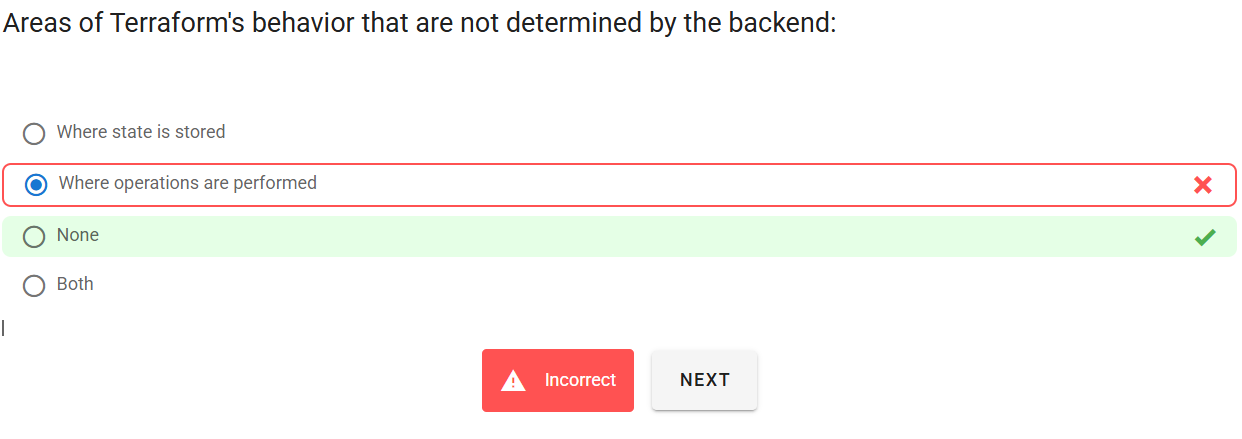 Areas of Terraform's behavior that are not determined by the backend:
Where state is stored
Where operations are performed
None
Both
Incorrect
NEXT